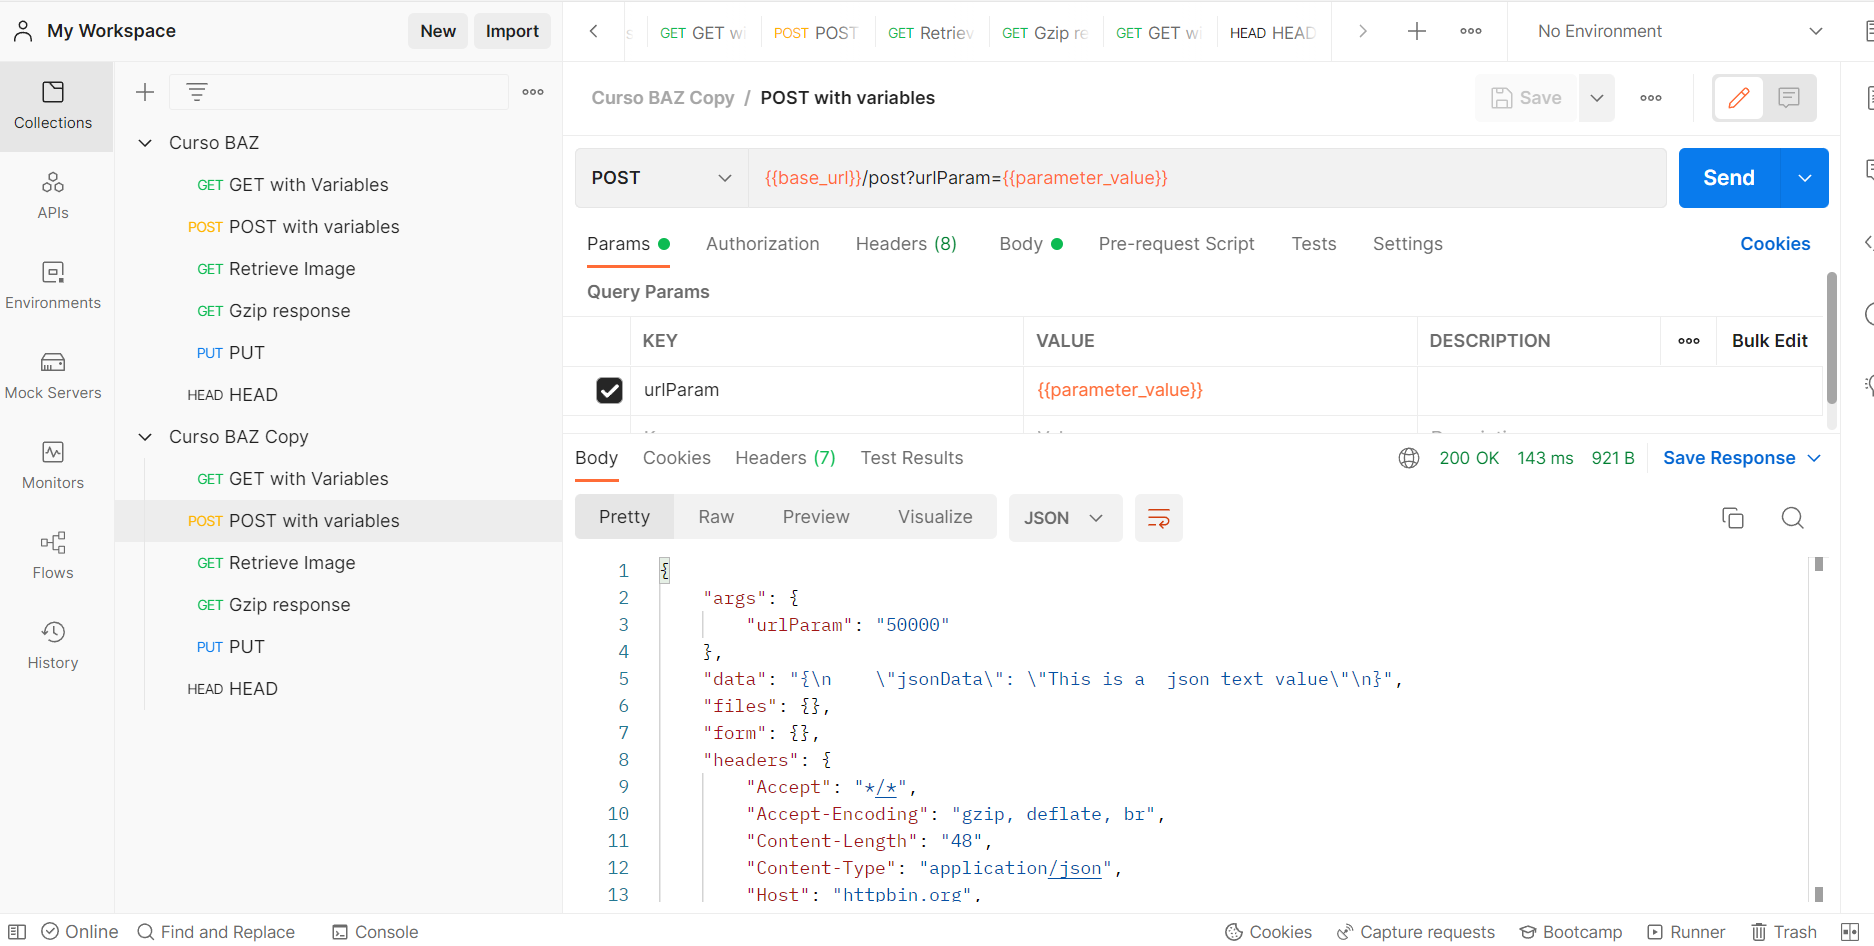 My Workspace
New
Import
GET GET wi
POST POST
GET Retriev
GET Gzip re
GET GET wi
HEAD HEAD
No Environment
Collections
APIs
Environments
Mock Servers
Monitors
Flows
History
Curso BAZ
GET GET with Variables
POST POST with variables
GET Retrieve Image
GET Gzip response
PUT PUT
HEAD HEAD
Curso BAZ Copy
GET GET with Variables
POST POST with variables
GET Retrieve Image
GET Gzip response
PUT PUT
HEAD HEAD
Curso BAZ Copy / POST with variables
Save
POST
{{base_url}}/post?urlParam={{parameter_value}}
Send
Params
Authorization
Headers (8)
Body
Pre-request Script
Tests
Settings
Cookies
Query Params
KEY
VALUE
DESCRIPTION
Bulk Edit
urlParam
{{parameter_value}}
Body
Cookies
Headers (7)
Test Results
200 OK
143 ms
921 B
Save Response
Pretty
Raw
Preview
Visualize
JSON
1 {
2 "args": {
3 "urlParam": "50000"
4 },
5 "data": "{\n    \"jsonData\": \"This is a  json text value\"\n}",
6 "files": {},
7 "form": {},
8 "headers": {
9 "Accept": "*/*",
10 "Accept-Encoding": "gzip, deflate, br",
11 "Content-Length": "48",
12 "Content-Type": "application/json",
13 "Host": "httpbin.org",
Online
Find and Replace
Console
Cookies
Capture requests
Bootcamp
Runner
Trash